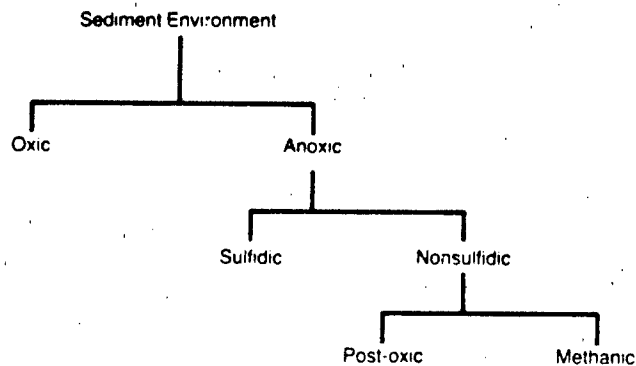 Sediment Environment
Oxic
Anoxic
Sulfidic
Nonsulfidic
Post-oxic
Methanic